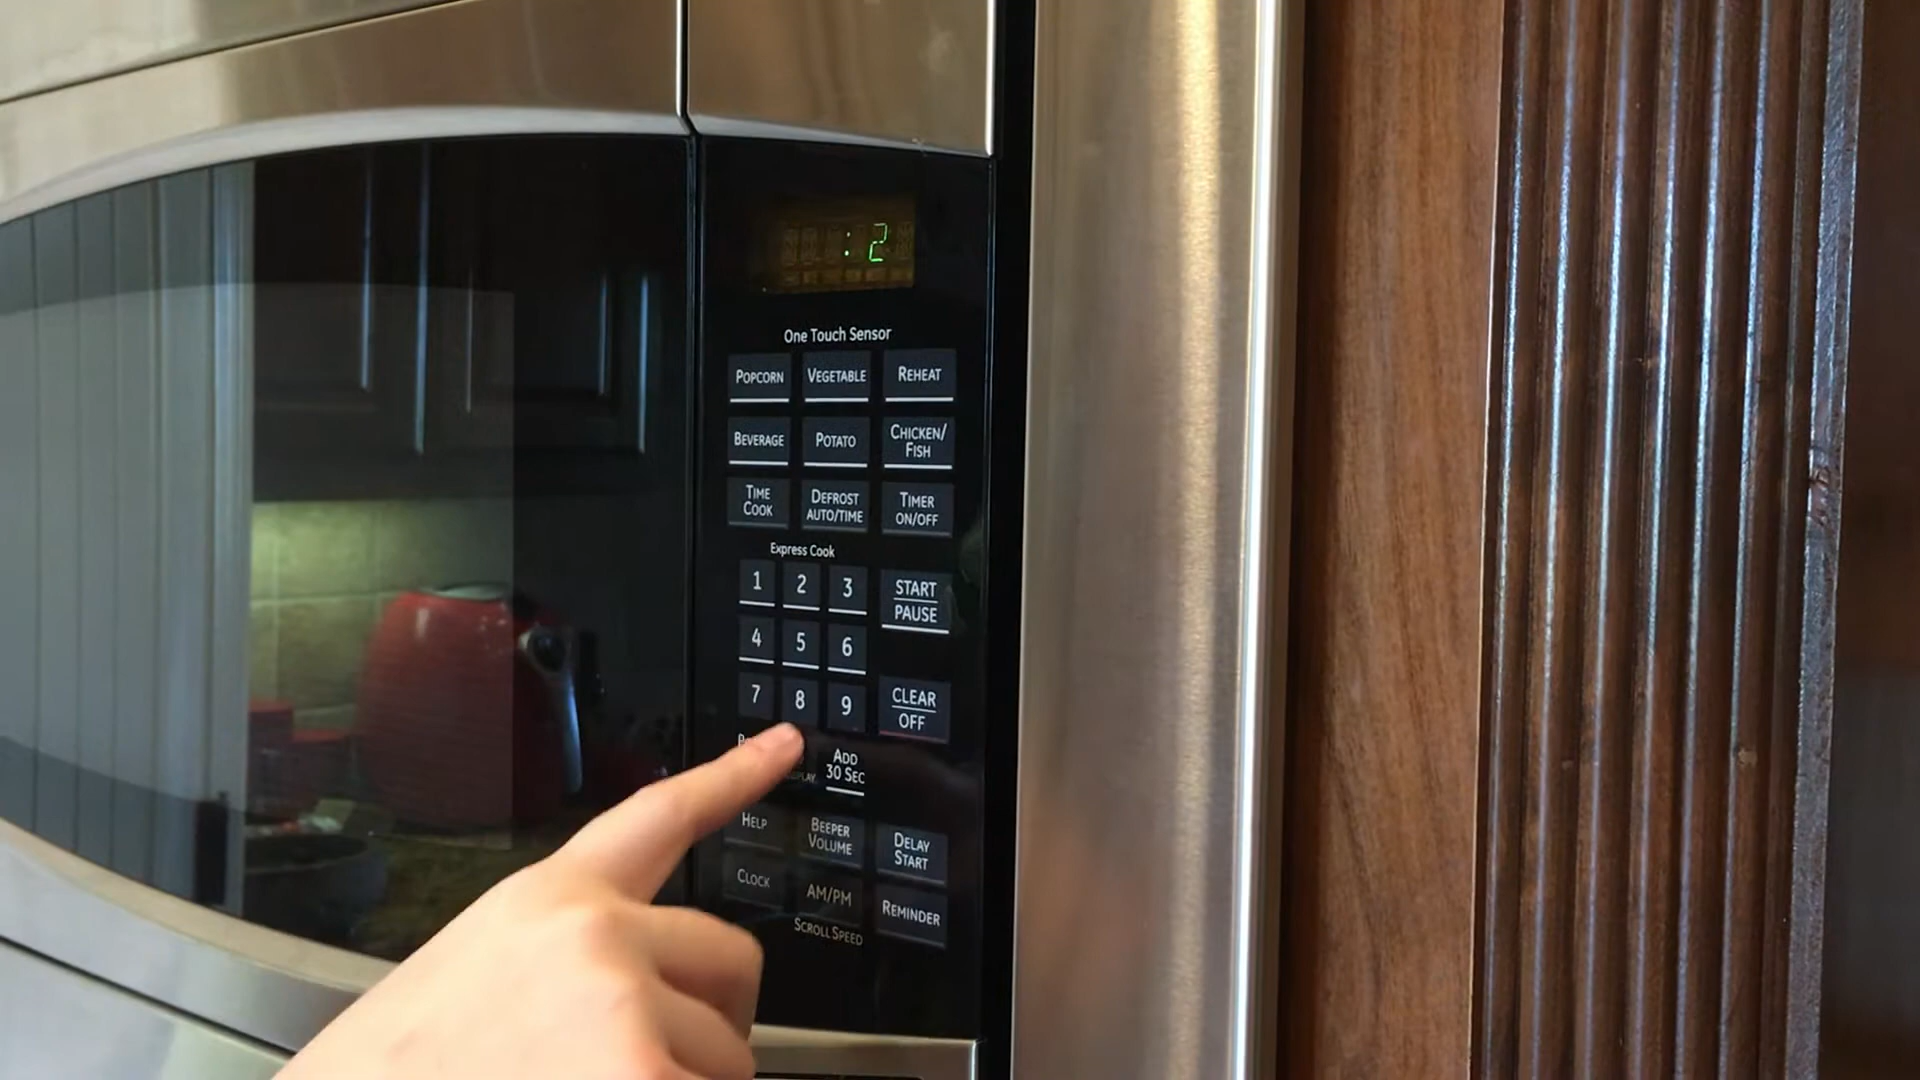 :2
One Touch Sensor
POPCORN VEGETABLE REHEAT
BEVERAGE POTATO CHICKEN/
FISH
TIME
COOK
DEFROST
AUTO/TIME
TIMER
ON/OFF
Express Cook
1 2 3
START
PAUSE
4 5 6
7 8 9
CLEAR
OFF
ADD
30 SEC
HELP
BEEPER
VOLUME
DELAY
START
CLOCK AM/PM REMINDER
SCROLL SPEED